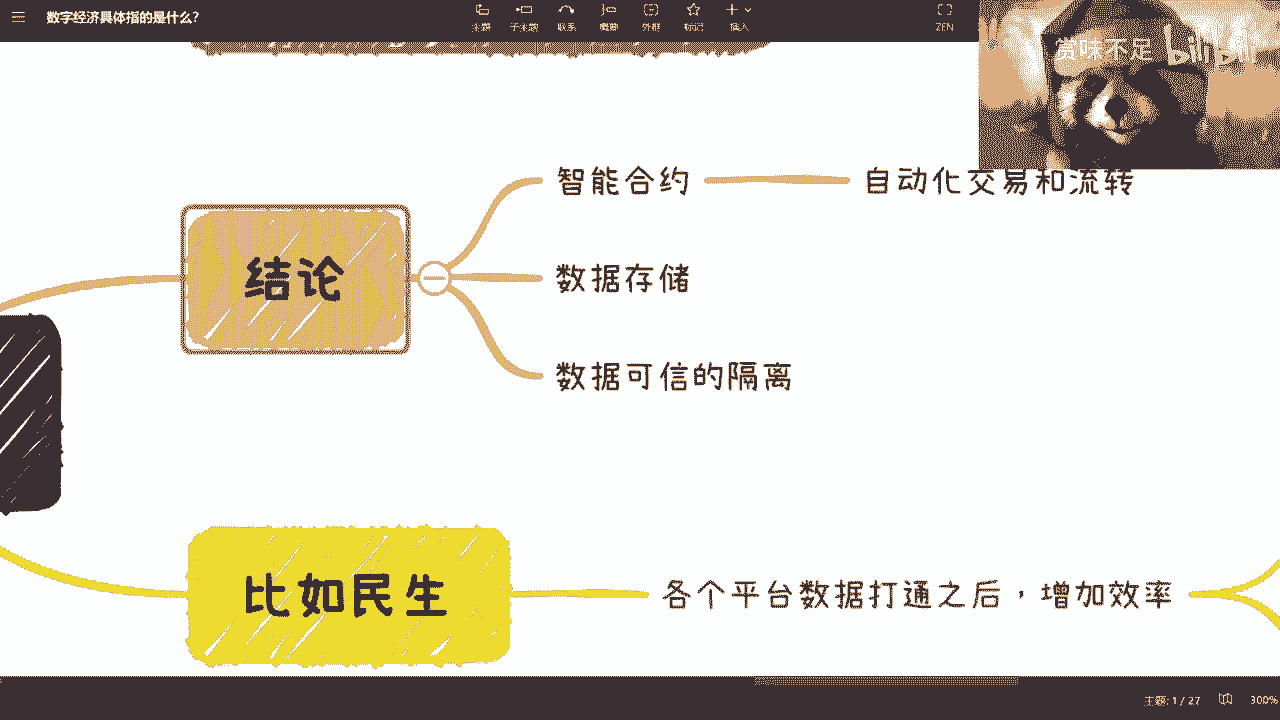 数字经济具体指的是什么?
主题 子主题 联系 概要 外框 标记 插入 ZEN
赏味不足 bilibili
智能合约 自动化交易和流转
结论
数据存储
数据可信的隔离
比如民生
各个平台数据打通之后，增加效率
主题: 1 / 27 300%